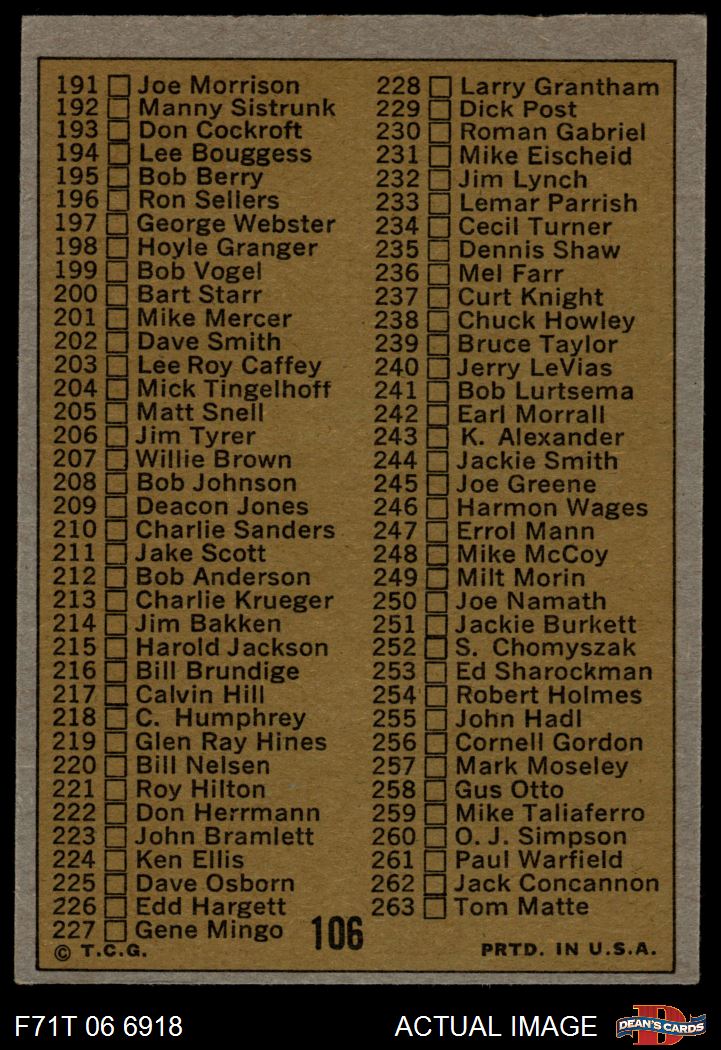 191 Joe Morrison
192 Manny Sistrunk
193 Don Cockroft
194 Lee Bouggess
195 Bob Berry
196 Ron Sellers
197 George Webster
198 Hoyle Granger
199 Bob Vogel
200 Bart Starr
201 Mike Mercer
202 Dave Smith
203 Lee Roy Caffey
204 Mick Tingelhoff
205 Matt Snell
206 Jim Tyrer
207 Willie Brown
208 Bob Johnson
209 Deacon Jones
210 Charlie Sanders
211 Jake Scott
212 Bob Anderson
213 Charlie Krueger
214 Jim Bakken
215 Harold Jackson
216 Bill Brundige
217 Calvin Hill
218 C. Humphrey
219 Glen Ray Hines
220 Bill Nelsen
221 Roy Hilton
222 Don Herrmann
223 John Bramlett
224 Ken Ellis
225 Dave Osborn
226 Edd Hargett
227 Gene Mingo
© T.C.G.
228 Larry Grantham
229 Dick Post
230 Roman Gabriel
231 Mike Eischeid
232 Jim Lynch
233 Lemar Parrish
234 Cecil Turner
235 Dennis Shaw
236 Mel Farr
237 Curt Knight
238 Chuck Howley
239 Bruce Taylor
240 Jerry LeVias
241 Bob Lurtsema
242 Earl Morrall
243 K. Alexander
244 Jackie Smith
245 Joe Greene
246 Harmon Wages
247 Errol Mann
248 Mike McCoy
249 Milt Morin
250 Joe Namath
251 Jackie Burkett
252 S. Chomyszak
253 Ed Sharockman
254 Robert Holmes
255 John Hadl
256 Cornell Gordon
257 Mark Moseley
258 Gus Otto
259 Mike Taliaferro
260 O. J. Simpson
261 Paul Warfield
262 Jack Concannon
263 Tom Matte
106
PRTD. IN U.S.A.
F71T 06 6918
ACTUAL IMAGE
D
DEAN'S CARDS